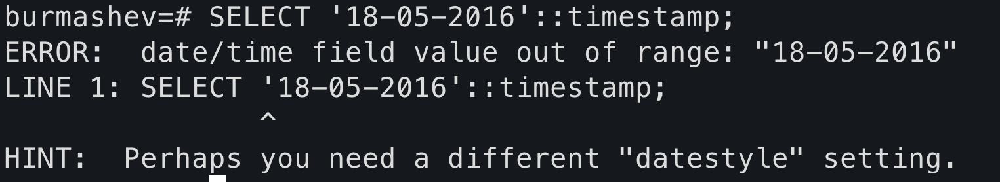 burmashev=# SELECT '18-05-2016'::timestamp;
ERROR:  date/time field value out of range: "18-05-2016"
LINE 1: SELECT '18-05-2016'::timestamp;
               ^
HINT:  Perhaps you need a different "datestyle" setting.